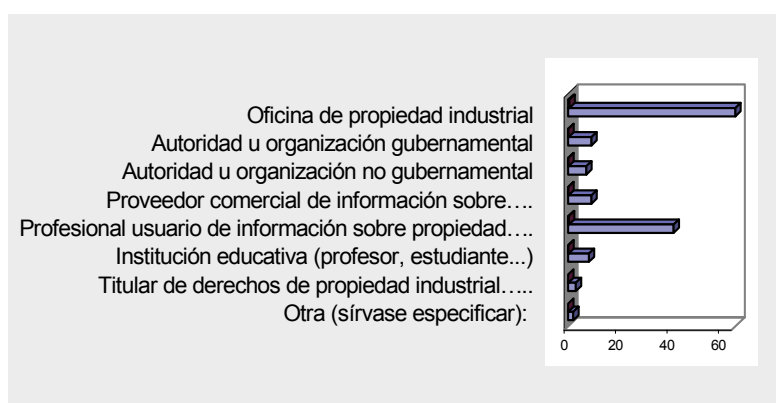 Oficina de propiedad industrial
Autoridad u organización gubernamental
Autoridad u organización no gubernamental
Proveedor comercial de información sobre….
Profesional usuario de información sobre propiedad….
Institución educativa (profesor, estudiante...)
Titular de derechos de propiedad industrial…..
Otra (sírvase especificar):
0 20 40 60